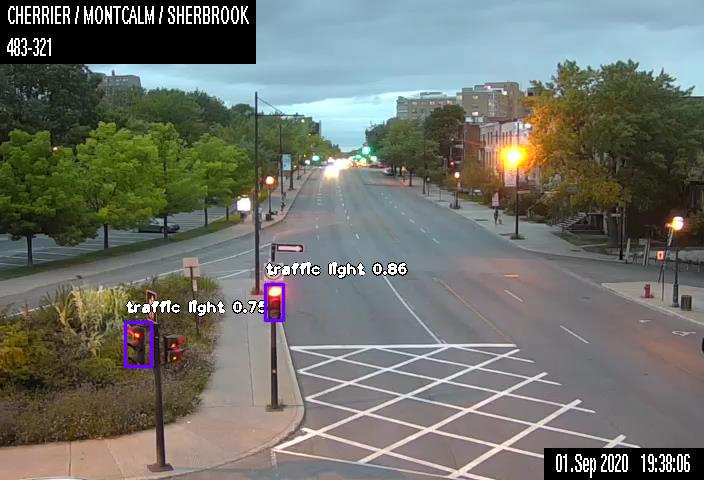 CHERRIER / MONTCALM / SHERBROOK
483-321
traffic light 0.86
traffic light 0.75
01.Sep 2020 19:38:06